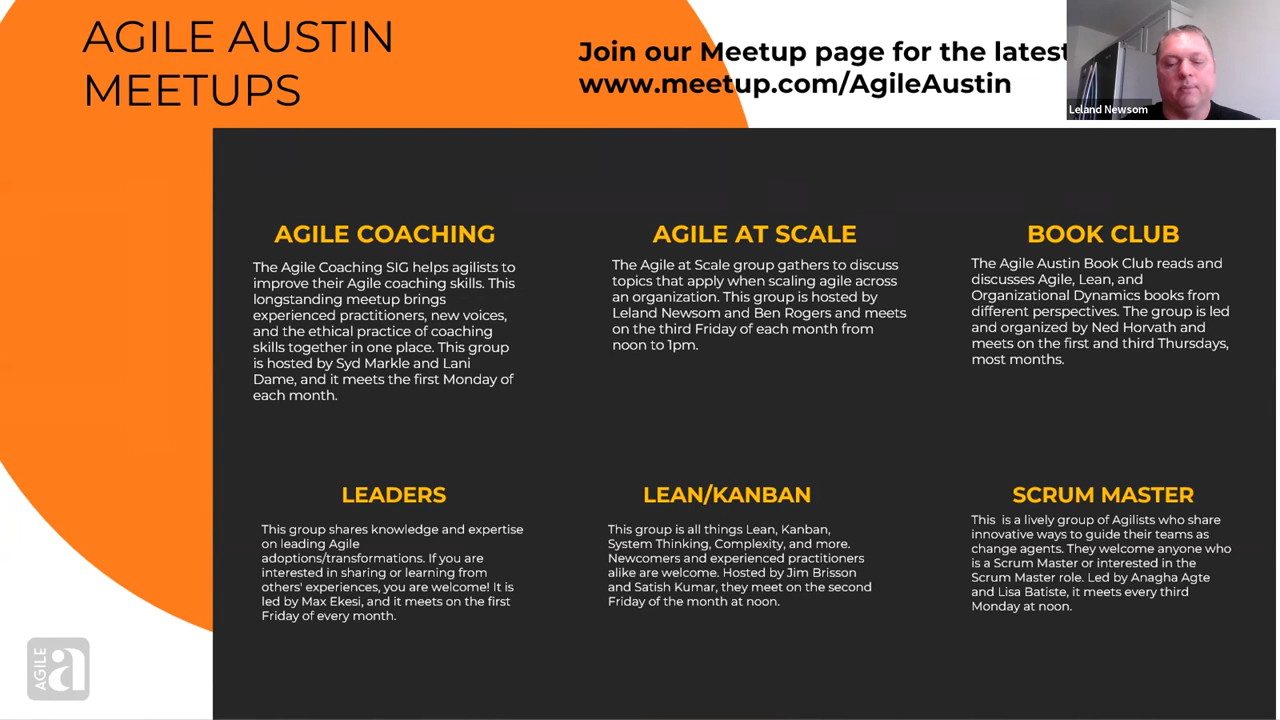 AGILE AUSTIN
MEETUPS
Join our Meetup page for the latest
www.meetup.com/AgileAustin
Leland Newsom
AGILE COACHING
The Agile Coaching SIG helps agilists to
improve their Agile coaching skills. This
longstanding meetup brings
experienced practitioners, new voices,
and the ethical practice of coaching
skills together in one place. This group
is hosted by Syd Markle and Lani
Dame, and it meets the first Monday of
each month.
AGILE AT SCALE
The Agile at Scale group gathers to discuss
topics that apply when scaling agile across
an organization. This group is hosted by
Leland Newsom and Ben Rogers and meets
on the third Friday of each month from
noon to 1pm.
BOOK CLUB
The Agile Austin Book Club reads and
discusses Agile, Lean, and
Organizational Dynamics books from
different perspectives. The group is led
and organized by Ned Horvath and
meets on the first and third Thursdays,
most months.
LEADERS
This group shares knowledge and expertise
on leading Agile
adoptions/transformations. If you are
interested in sharing or learning from
others' experiences, you are welcome! It is
led by Max Ekesi, and it meets on the first
Friday of every month.
LEAN/KANBAN
This group is all things Lean, Kanban,
System Thinking, Complexity, and more.
Newcomers and experienced practitioners
alike are welcome. Hosted by Jim Brisson
and Satish Kumar, they meet on the second
Friday of the month at noon.
SCRUM MASTER
This is a lively group of Agilists who share
innovative ways to guide their teams as
change agents. They welcome anyone who
is a Scrum Master or interested in the
Scrum Master role. Led by Anagha Agte
and Lisa Batiste, it meets every third
Monday at noon.
AGILE
a